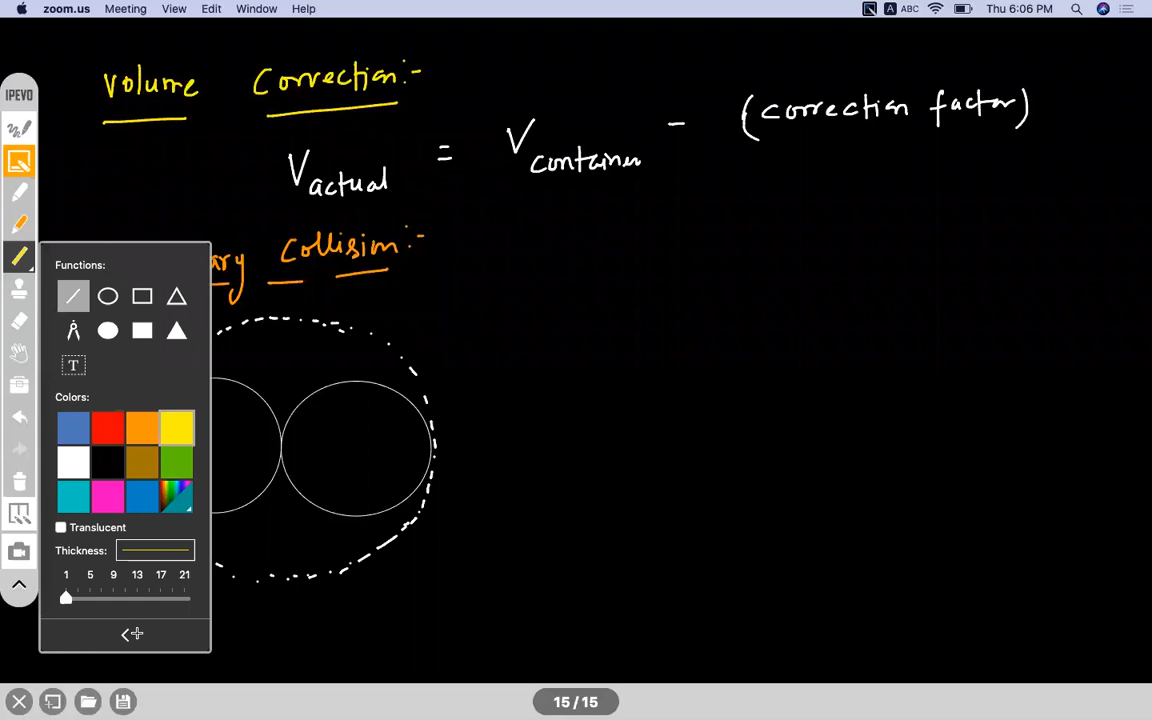 zoom.us Meeting View Edit Window Help A ABC Thu 6:06 PM
Volume Correction:-
(correction factor)
V actual = V container -
IPEVO
ary Collision:-
Functions:
T
Colors:
Translucent
Thickness:
1 5 9 13 17 21
15 / 15